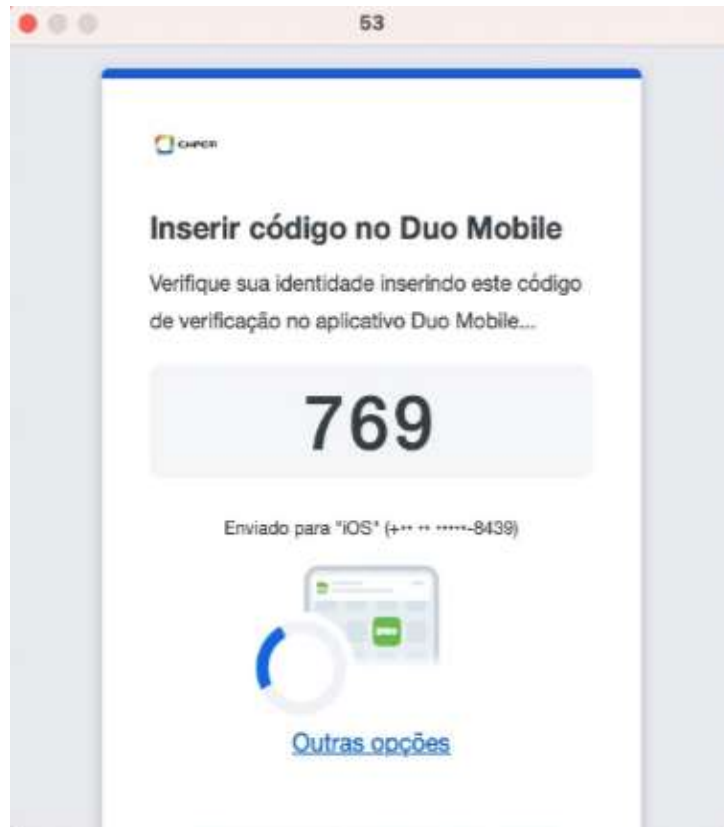 53
Inserir código no Duo Mobile
Verifique sua identidade inserindo este código
de verificação no aplicativo Duo Mobile...
769
Enviado para "iOS" (+•• •• •••••-8439)
Outras opções